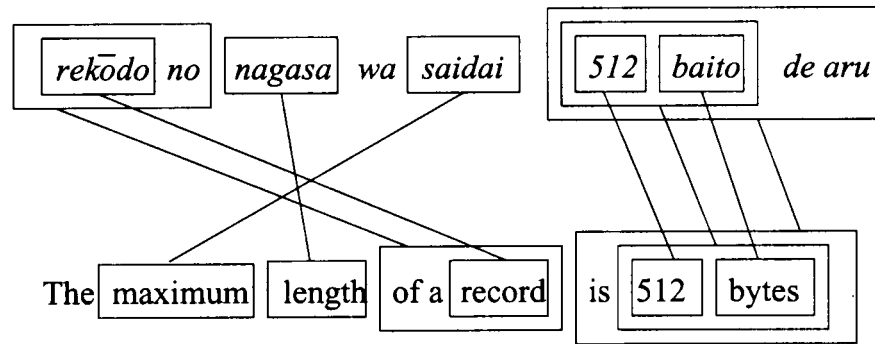 rekōdo no nagasa wa saidai 512 baito de aru
The maximum length of a record is 512 bytes